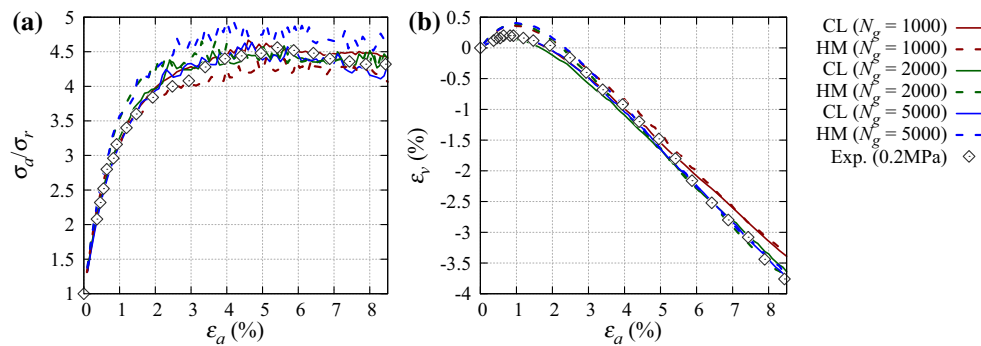 (a)
5
4.5
4
3.5
3
2.5
2
1.5
1
σa/σr
0 1 2 3 4 5 6 7 8
εa (%)
(b)
0.5
0
-0.5
-1
-1.5
-2
-2.5
-3
-3.5
-4
εv (%)
0 1 2 3 4 5 6 7 8
εa (%)
CL (Ng = 1000)
HM (Ng = 1000)
CL (Ng = 2000)
HM (Ng = 2000)
CL (Ng = 5000)
HM (Ng = 5000)
Exp. (0.2MPa)